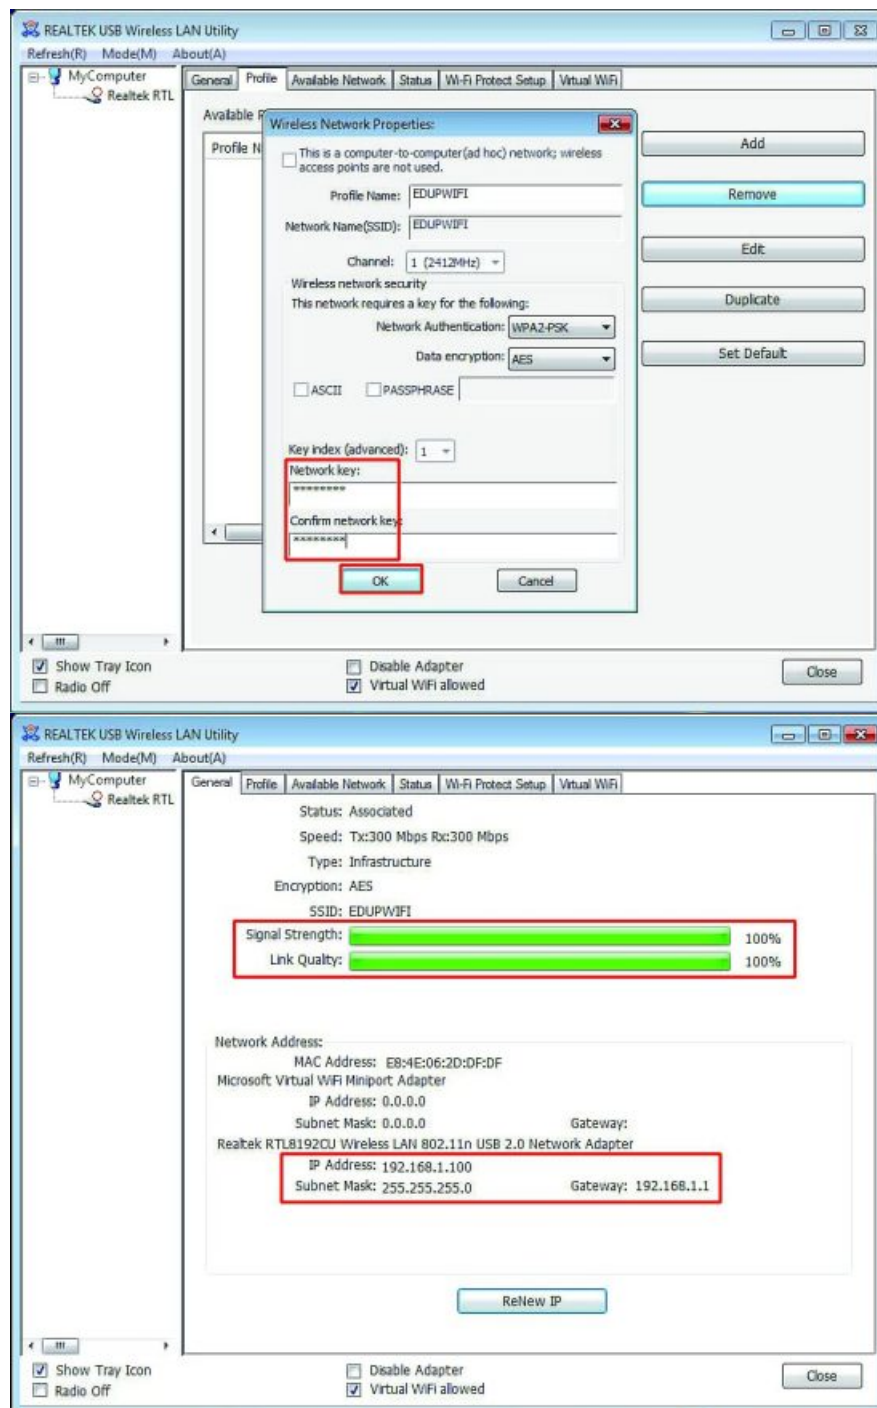 REALTEK USB Wireless LAN Utility
Refresh(R) Mode(M) About(A)
MyComputer
Realtek RTL
General Profile Available Network Status Wi-Fi Protect Setup Virtual WiFi
Available
Profile N
Wireless Network Properties:
This is a computer-to-computer(ad hoc) network; wireless
access points are not used.
Profile Name: EDUPWIFI
Network Name(SSID): EDUPWIFI
Channel: 1 (2412MHz)
Wireless network security
This network requires a key for the following:
Network Authentication: WPA2-PSK
Data encryption: AES
ASCII PASSPHRASE
Key index (advanced): 1
Network key:
********
Confirm network key:
********
OK Cancel
Add
Remove
Edit
Duplicate
Set Default
Show Tray Icon Disable Adapter
Radio Off Virtual WiFi allowed
Close
REALTEK USB Wireless LAN Utility
Refresh(R) Mode(M) About(A)
MyComputer
Realtek RTL
General Profile Available Network Status Wi-Fi Protect Setup Virtual WiFi
Status: Associated
Speed: Tx:300 Mbps Rx:300 Mbps
Type: Infrastructure
Encryption: AES
SSID: EDUPWIFI
Signal Strength: 100%
Link Quality: 100%
Network Address:
MAC Address: E8:4E:06:2D:DF:DF
Microsoft Virtual WiFi Miniport Adapter
IP Address: 0.0.0.0
Subnet Mask: 0.0.0.0 Gateway:
Realtek RTL8192CU Wireless LAN 802.11n USB 2.0 Network Adapter
IP Address: 192.168.1.100
Subnet Mask: 255.255.255.0 Gateway: 192.168.1.1
ReNew IP
Show Tray Icon Disable Adapter
Radio Off Virtual WiFi allowed
Close